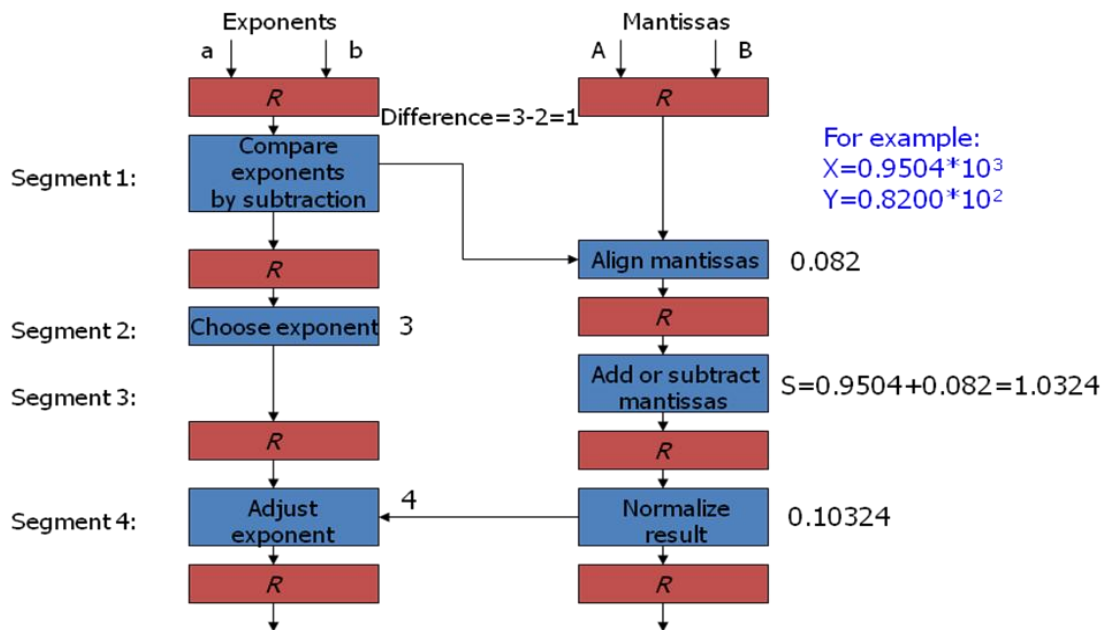 Exponents
Mantissas
a
b
A
B
R
R
Difference=3-2=1
For example:
X=0.9504*10³
Y=0.8200*10²
Segment 1:
Compare
exponents
by subtraction
R
Align mantissas
0.082
R
Segment 2:
Choose exponent
3
Segment 3:
Add or subtract
mantissas
S=0.9504+0.082=1.0324
R
R
Segment 4:
Adjust
exponent
4
Normalize
result
0.10324
R
R